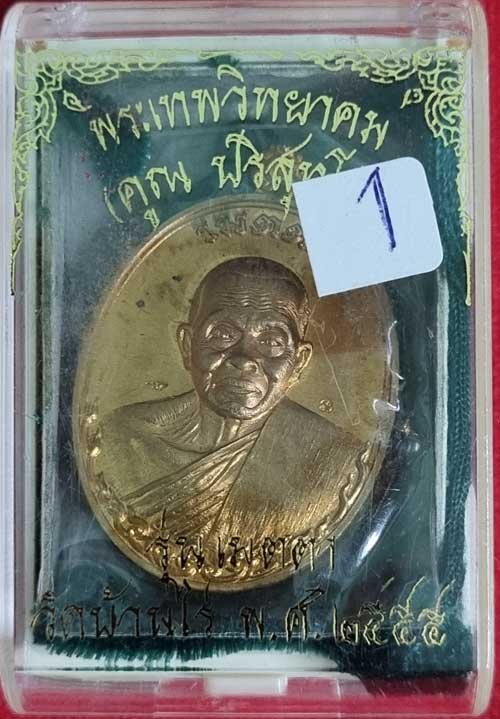 พระเทพวิทยาคม
(คูณ ปริสุทฺโ
1
รุ่นเมตตา
วัดบ้านไร่ พ.ศ.๒๕๕๔